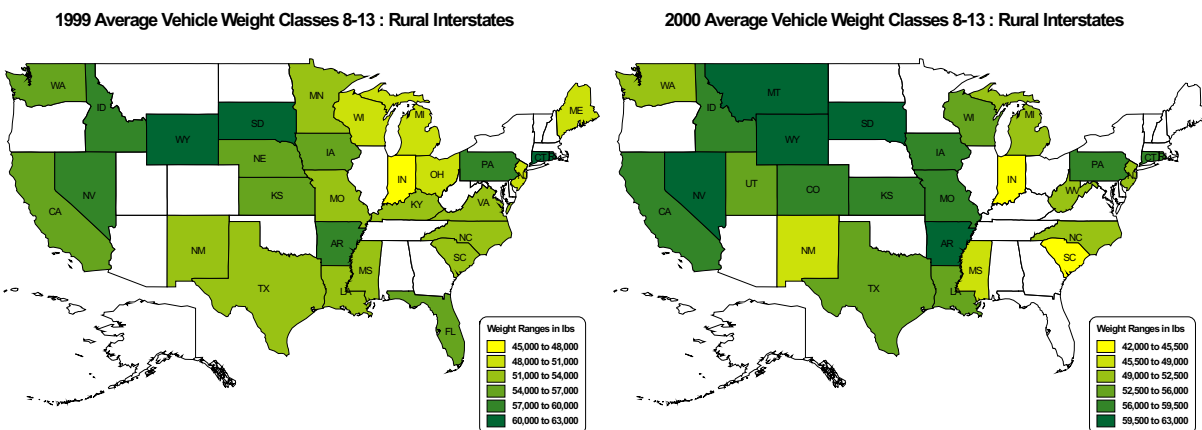 1999 Average Vehicle Weight Classes 8-13 : Rural Interstates
WA
ID
MN
ME
WY
SD
WI
MI
NE
IA
PA
CT
NV
CA
KS
MO
IN
OH
NJ
KY
VA
NM
AR
NC
SC
TX
MS
LA
FL
Weight Ranges in lbs
45,000 to 48,000
48,000 to 51,000
51,000 to 54,000
54,000 to 57,000
57,000 to 60,000
60,000 to 63,000
2000 Average Vehicle Weight Classes 8-13 : Rural Interstates
WA
MT
ID
WY
SD
WI
MI
IA
PA
CT
NV
UT
CO
KS
MO
IN
WV
NJ
CA
NM
AR
NC
SC
TX
MS
LA
Weight Ranges in lbs
42,000 to 45,500
45,500 to 49,000
49,000 to 52,500
52,500 to 56,000
56,000 to 59,500
59,500 to 63,000